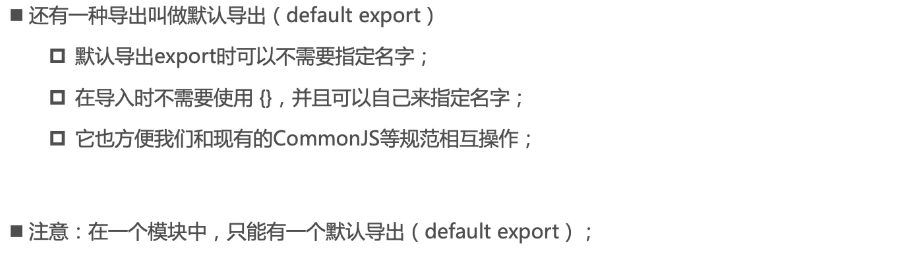 ■ 还有一种导出叫做默认导出（default export）
默认导出export时可以不需要指定名字；
在导入时不需要使用 {}，并且可以自己来指定名字；
它也方便我们和现有的CommonJS等规范相互操作；
■ 注意：在一个模块中，只能有一个默认导出（default export）；